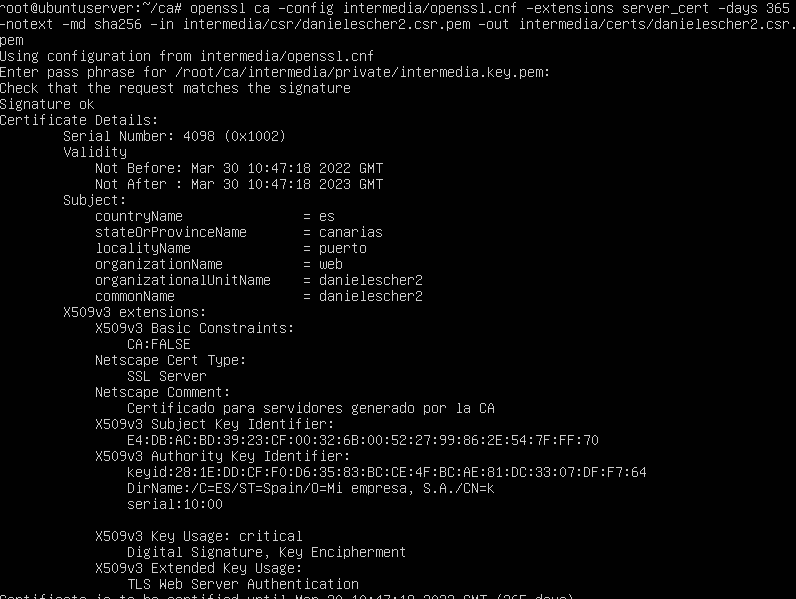 root@ubuntuserver:~/ca# openssl ca -config intermedia/openssl.cnf -extensions server_cert -days 365
-notext -md sha256 -in intermedia/csr/danielescher2.csr.pem -out intermedia/certs/danielescher2.csr.
pem
Using configuration from intermedia/openssl.cnf
Enter pass phrase for /root/ca/intermedia/private/intermedia.key.pem:
Check that the request matches the signature
Signature ok
Certificate Details:
Serial Number: 4098 (0x1002)
Validity
Not Before: Mar 30 10:47:18 2022 GMT
Not After : Mar 30 10:47:18 2023 GMT
Subject:
countryName = es
stateOrProvinceName = canarias
localityName = puerto
organizationName = web
organizationalUnitName = danielescher2
commonName = danielescher2
X509v3 extensions:
X509v3 Basic Constraints:
CA:FALSE
Netscape Cert Type:
SSL Server
Netscape Comment:
Certificado para servidores generado por la CA
X509v3 Subject Key Identifier:
E4:DB:AC:BD:39:23:CF:00:32:6B:00:52:27:99:86:2E:54:7F:FF:70
X509v3 Authority Key Identifier:
keyid:28:1E:DD:CF:F0:D6:35:83:BC:CE:4F:BC:AE:81:DC:33:07:DF:F7:64
DirName:/C=ES/ST=Spain/O=Mi empresa, S.A./CN=k
serial:10:00
X509v3 Key Usage: critical
Digital Signature, Key Encipherment
X509v3 Extended Key Usage:
TLS Web Server Authentication
Certificate is to be certified until Mar 30 10:47:18 2023 GMT (365 days)